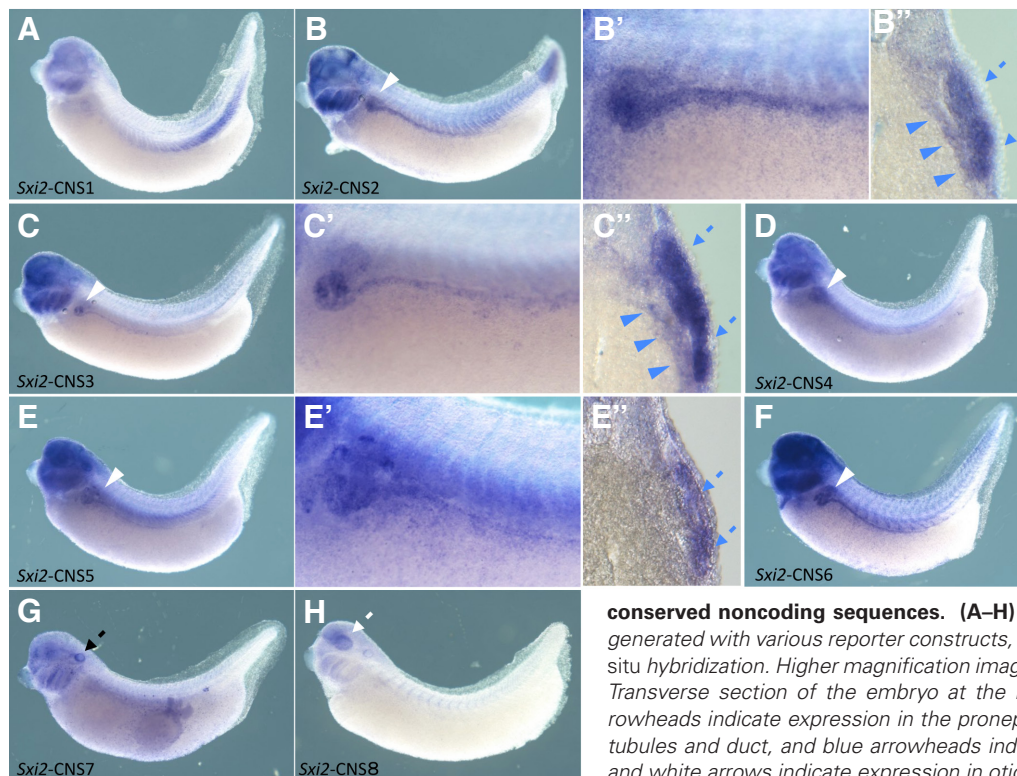 A
B
B'
B''
Sxi2-CNS1
Sxi2-CNS2
C
C'
C''
D
Sxi2-CNS3
Sxi2-CNS4
E
E'
E''
F
Sxi2-CNS5
Sxi2-CNS6
G
H
Sxi2-CNS7
Sxi2-CNS8
conserved noncoding sequences. (A–H)
generated with various reporter constructs,
situ hybridization. Higher magnification imag
Transverse section of the embryo at the
rowheads indicate expression in the pronep
tubules and duct, and blue arrowheads ind
and white arrows indicate expression in otic